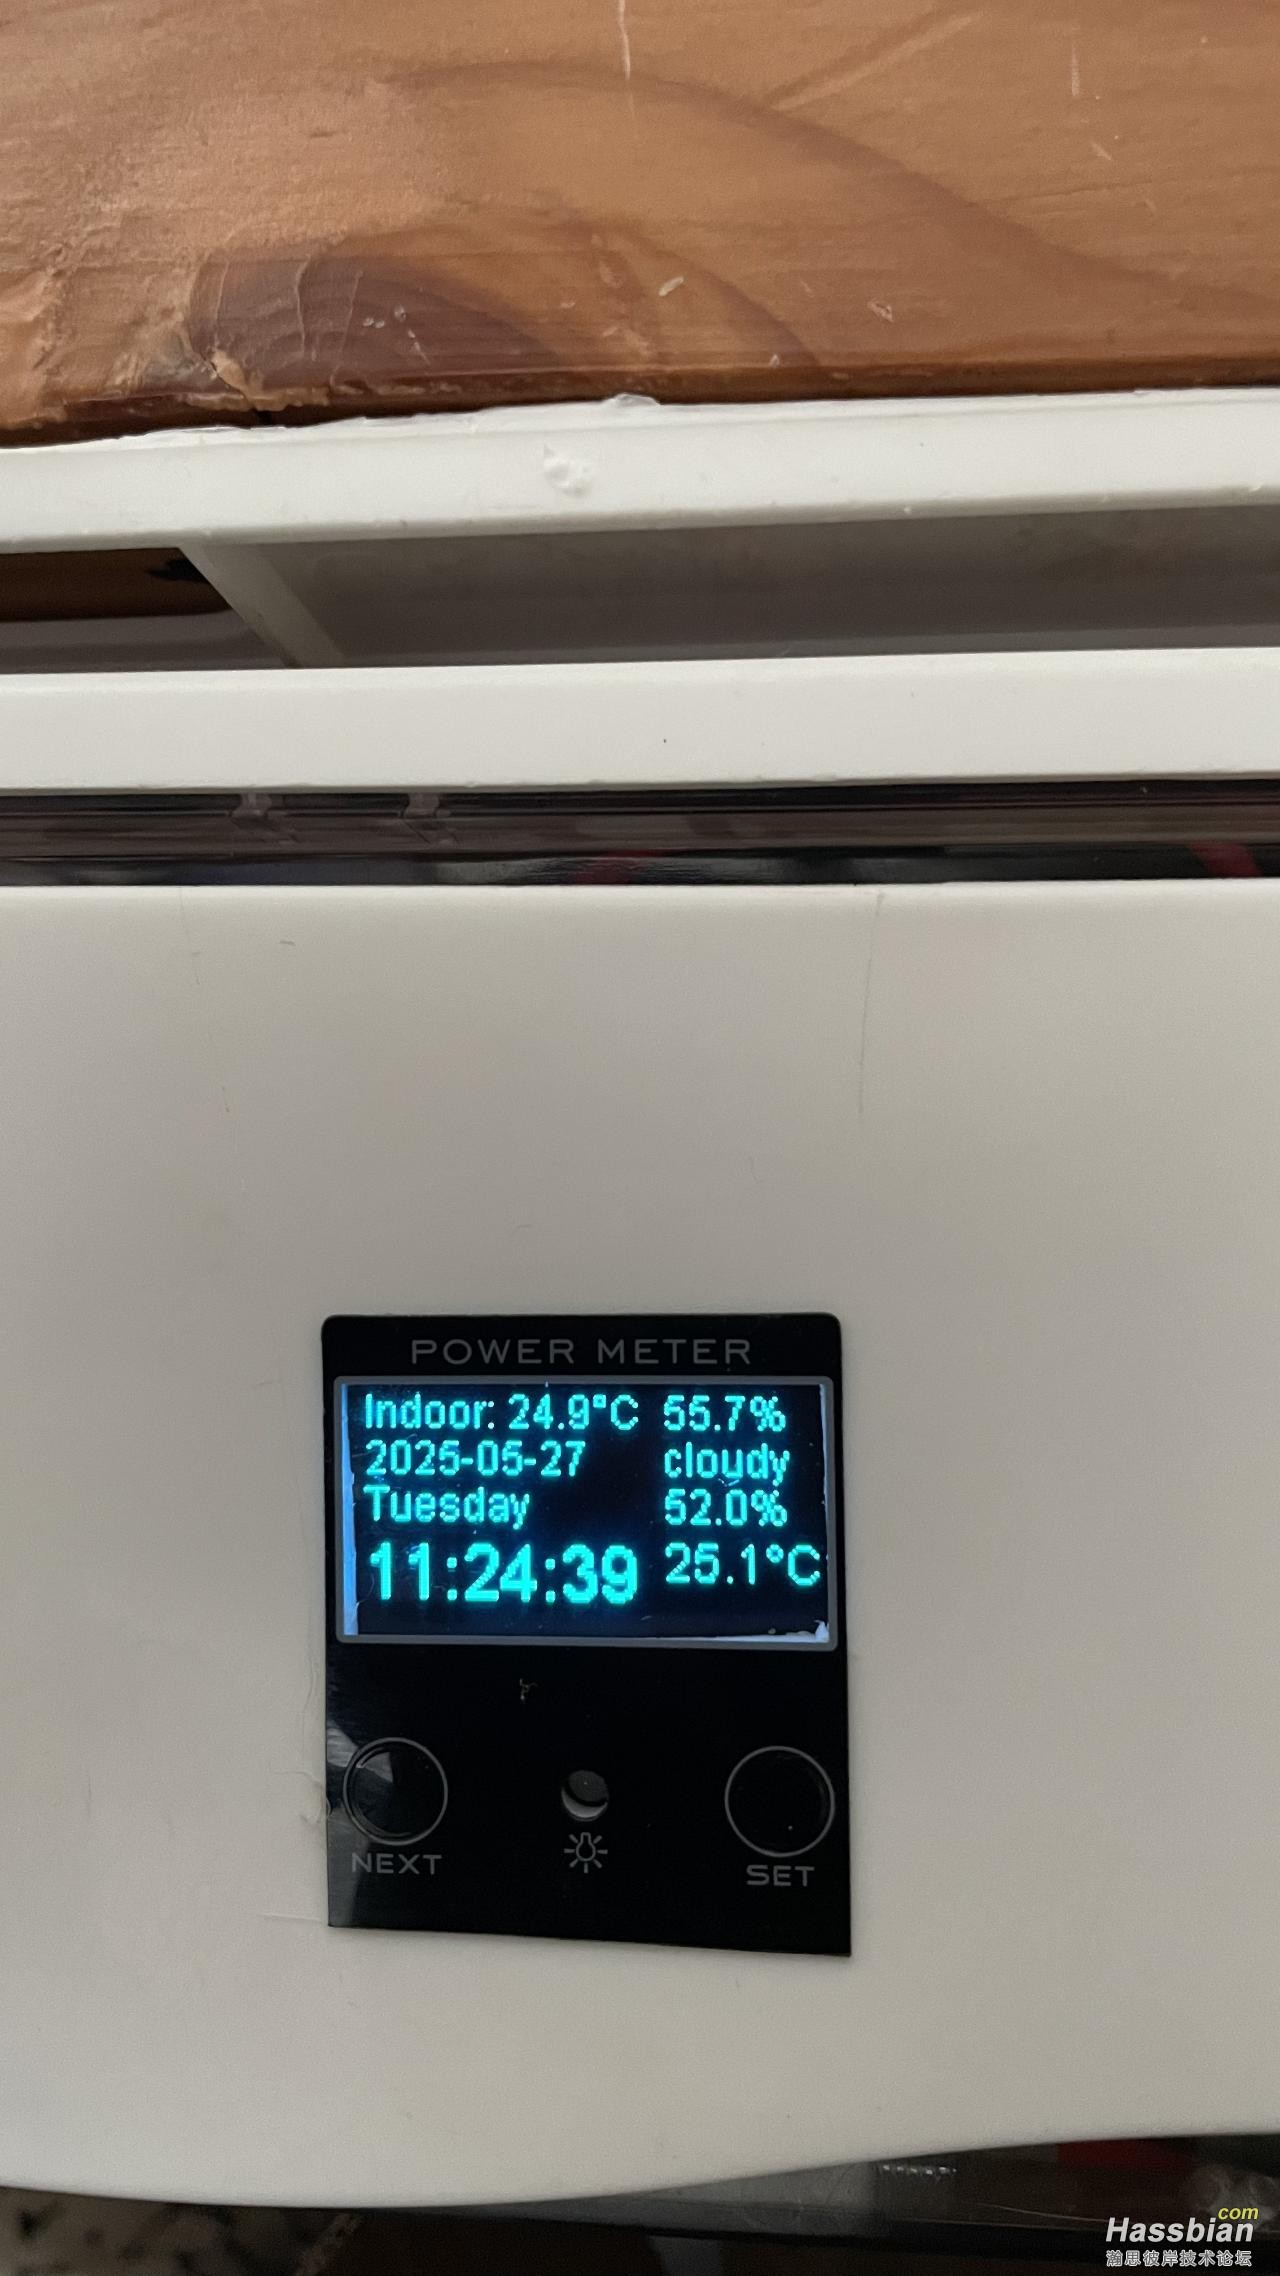 POWER METER
Indoor: 24.9°C 55.7%
2025-05-27 cloudy
Tuesday 52.0%
11:24:39 25.1°C
NEXT
SET
Hassbian.com
瀚思彼岸技术论坛